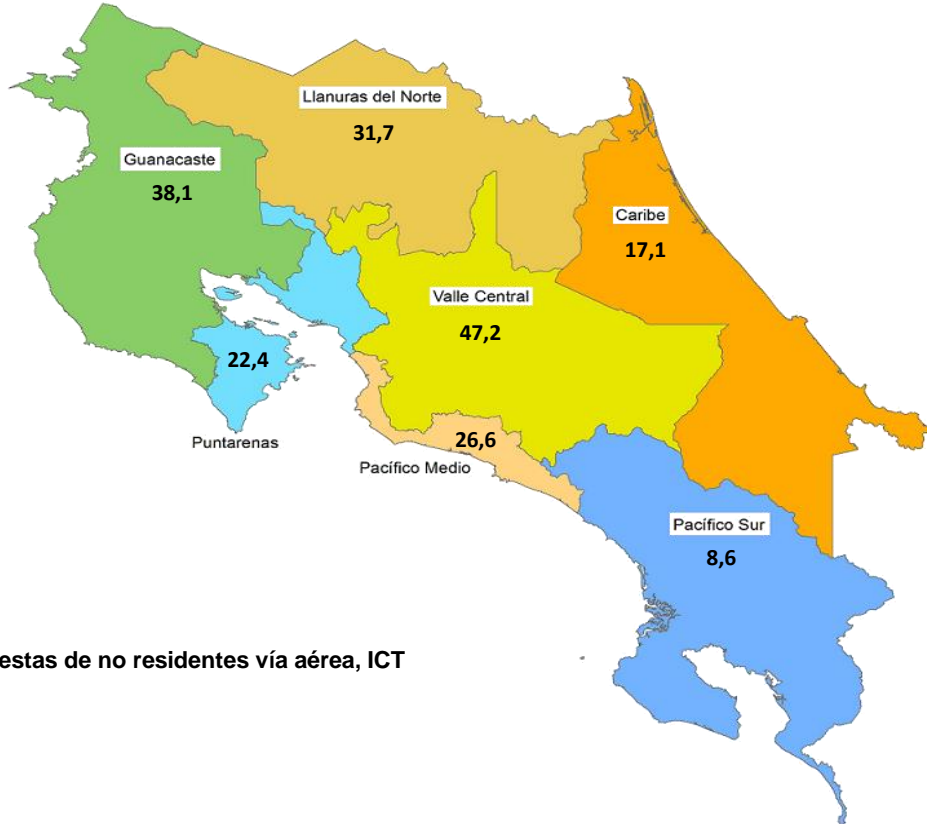 Llanuras del Norte
31,7
Guanacaste
38,1
Caribe
17,1
Valle Central
47,2
22,4
Puntarenas
26,6
Pacífico Medio
Pacífico Sur
8,6
de no residentes vía aérea, ICT